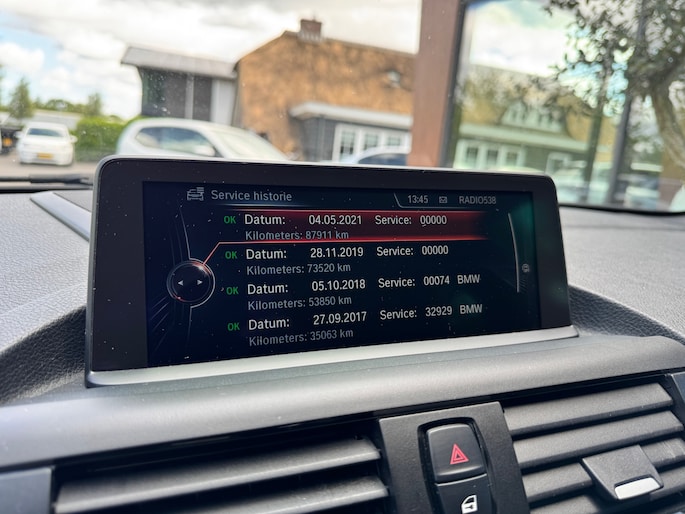 Service historie 13:45 RADIO538
OK Datum: 04.05.2021 Service: 00000
Kilometers: 87911 km
OK Datum: 28.11.2019 Service: 00000
Kilometers: 73520 km
OK Datum: 05.10.2018 Service: 00074 BMW
Kilometers: 53850 km
OK Datum: 27.09.2017 Service: 32929 BMW
Kilometers: 35063 km